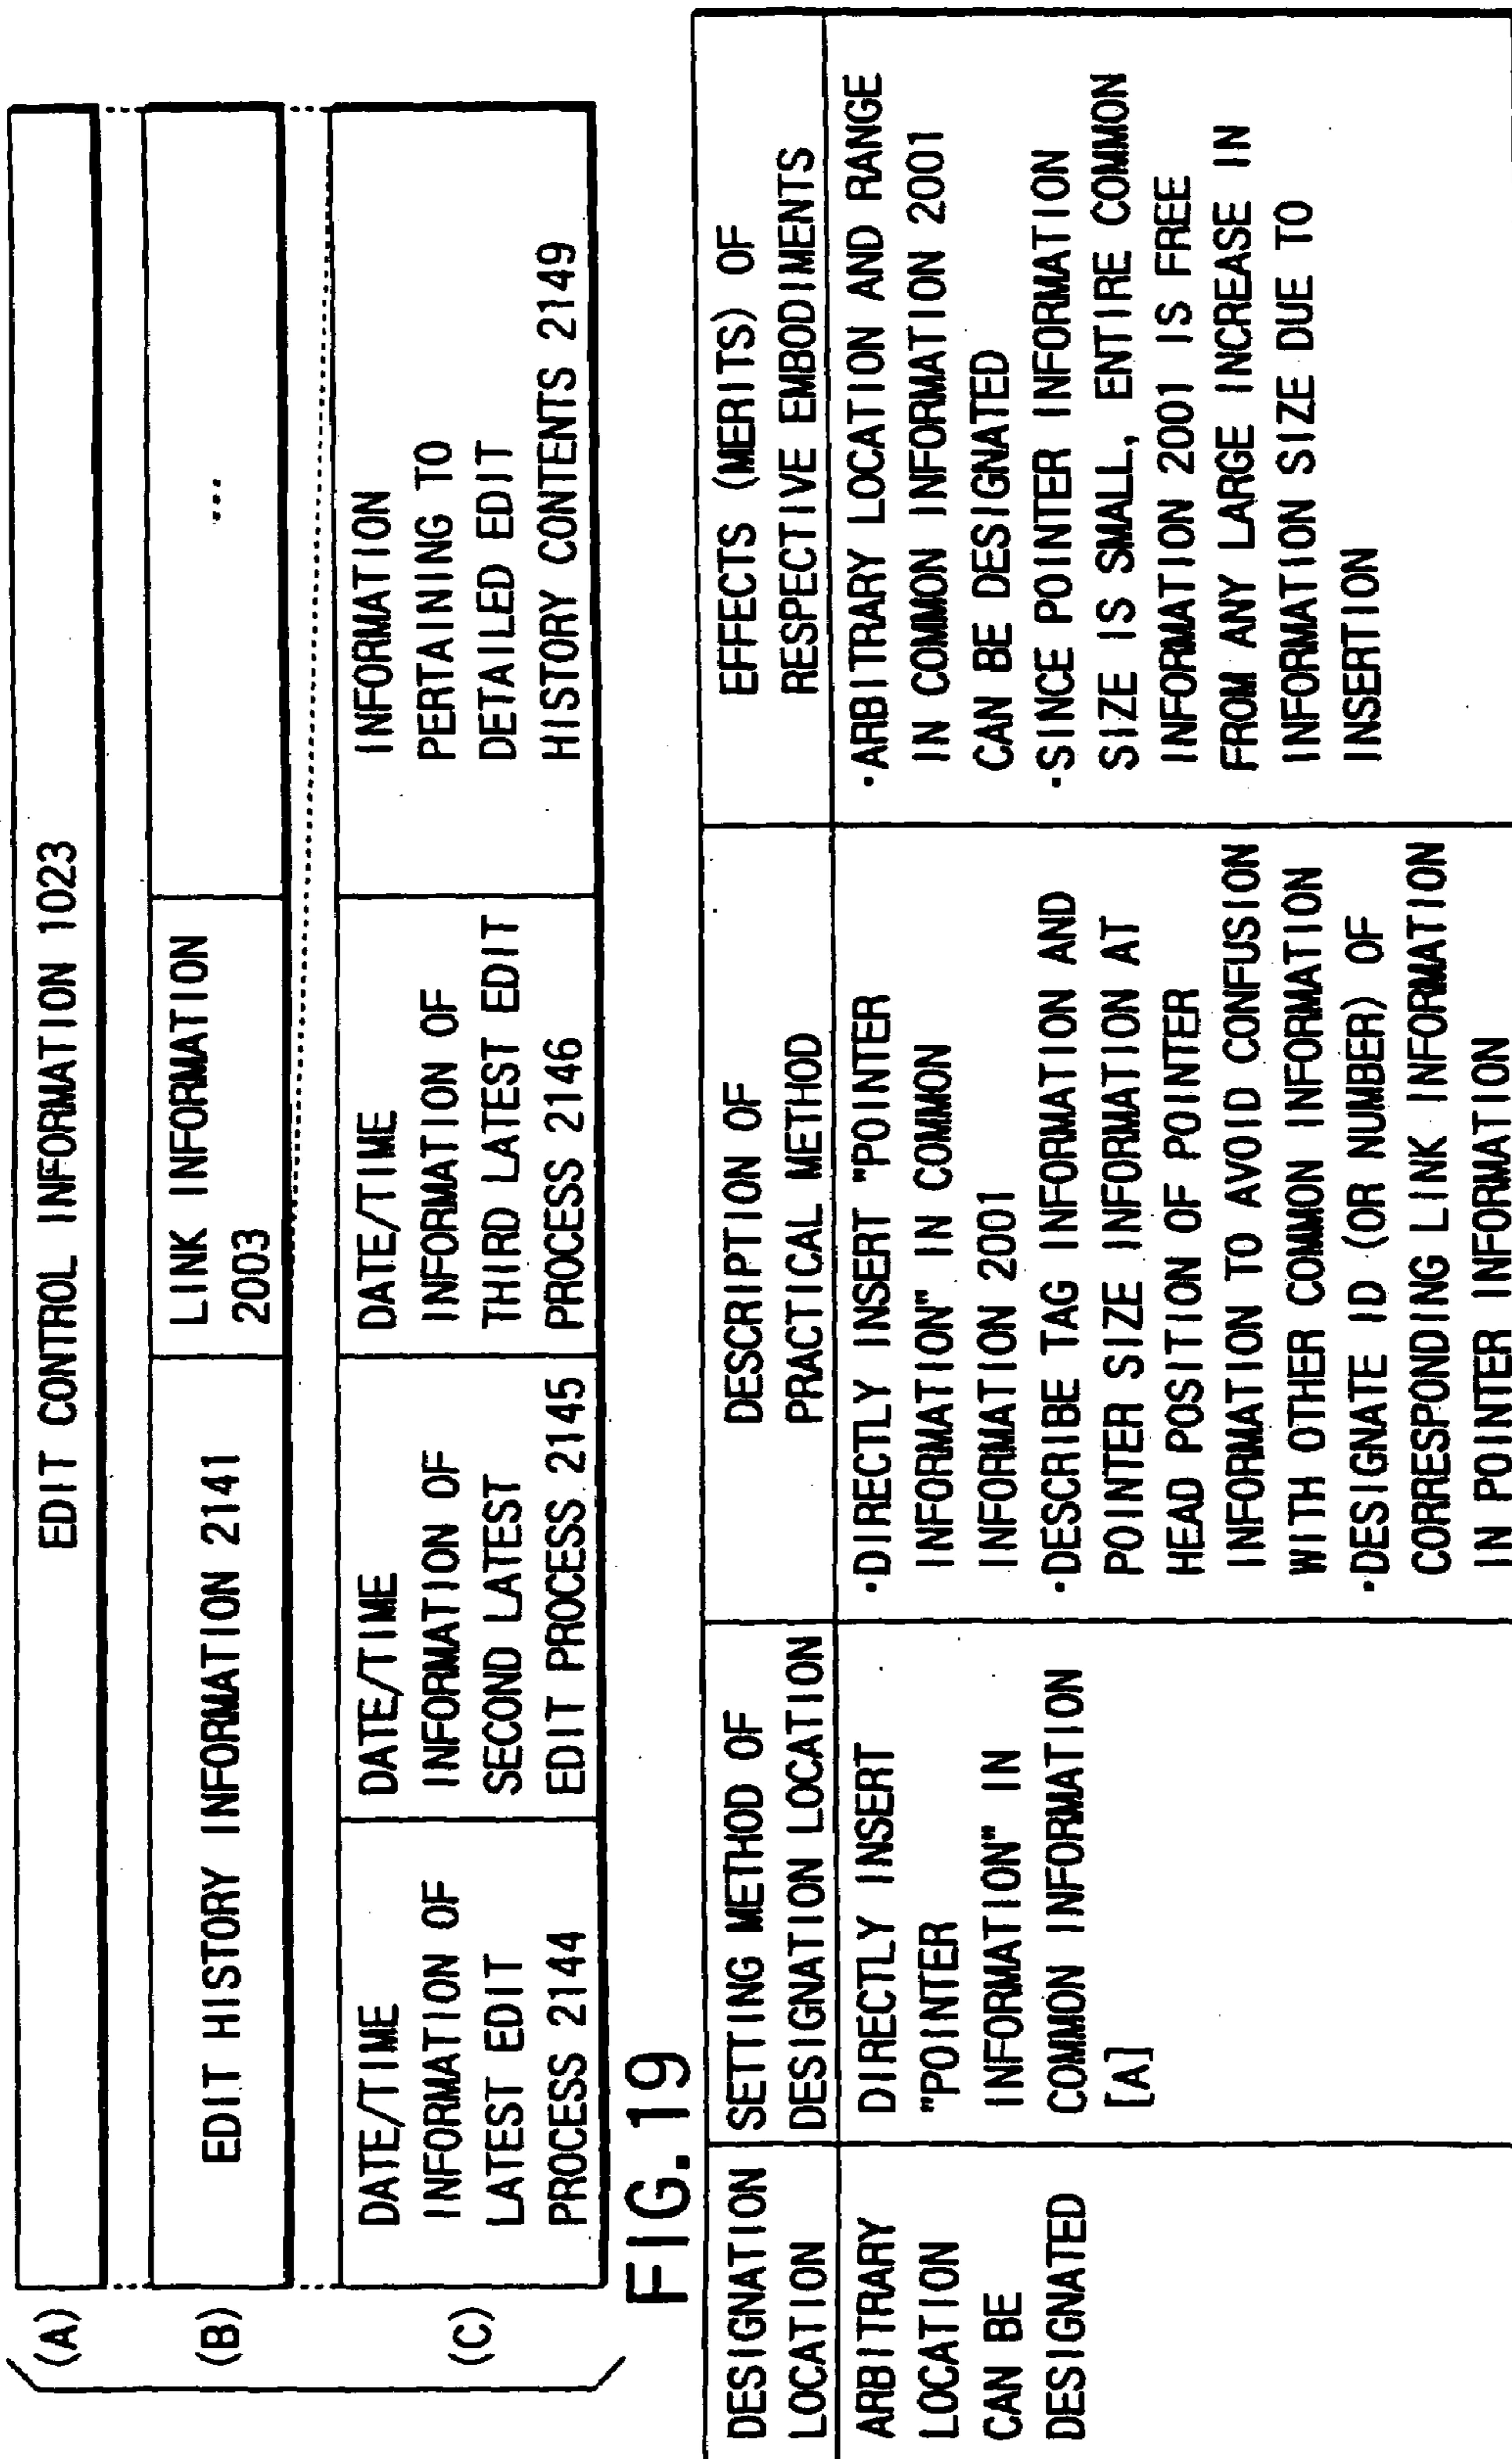 (A)
EDIT CONTROL INFORMATION 1023
(B)
EDIT HISTORY INFORMATION 2141
LINK INFORMATION
2003
...
(C)
DATE/TIME
INFORMATION OF
LATEST EDIT
PROCESS 2144
DATE/TIME
INFORMATION OF
SECOND LATEST
EDIT PROCESS 2145
DATE/TIME
INFORMATION OF
THIRD LATEST EDIT
PROCESS 2146
INFORMATION
PERTAINING TO
DETAILED EDIT
HISTORY CONTENTS 2149
FIG.19
DESIGNATION
LOCATION
SETTING METHOD OF
DESIGNATION LOCATION
DESCRIPTION OF
PRACTICAL METHOD
EFFECTS (MERITS) OF
RESPECTIVE EMBODIMENTS
ARBITRARY
LOCATION
CAN BE
DESIGNATED
DIRECTLY INSERT
"POINTER
INFORMATION" IN
COMMON INFORMATION
[A]
·DIRECTLY INSERT "POINTER
INFORMATION" IN COMMON
INFORMATION 2001
·DESCRIBE TAG INFORMATION AND
POINTER SIZE INFORMATION AT
HEAD POSITION OF POINTER
INFORMATION TO AVOID CONFUSION
WITH OTHER COMMON INFORMATION
·DESIGNATE ID (OR NUMBER) OF
CORRESPONDING LINK INFORMATION
IN POINTER INFORMATION
·ARBITRARY LOCATION AND RANGE
IN COMMON INFORMATION 2001
CAN BE DESIGNATED
·SINCE POINTER INFORMATION
SIZE IS SMALL, ENTIRE COMMON
INFORMATION 2001 IS FREE
FROM ANY LARGE INCREASE IN
INFORMATION SIZE DUE TO
INSERTION